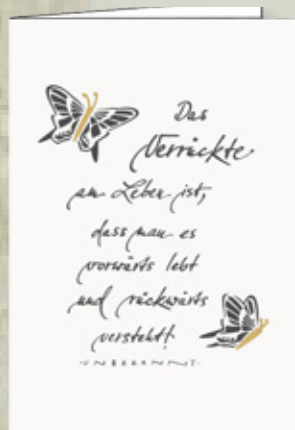 Das
Verrückte
am Leben ist,
dass man es
vorwärts lebt
und rückwärts
versteht!
·UNBEKANNT·